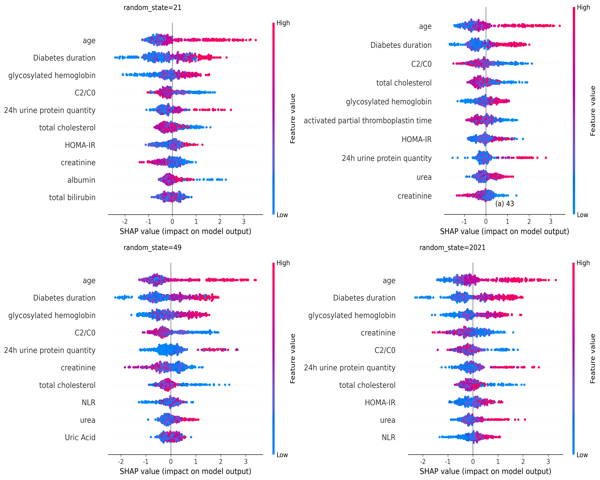 random_state=21
High
age
Diabetes duration
glycosylated hemoglobin
C2/C0
24h urine protein quantity
total cholesterol
HOMA-IR
creatinine
albumin
total bilirubin
Feature value
Low
-2 -1 0 1 2 3
SHAP value (impact on model output)
High
age
Diabetes duration
C2/C0
total cholesterol
glycosylated hemoglobin
activated partial thromboplastin time
HOMA-IR
24h urine protein quantity
urea
creatinine
Feature value
Low
(a) 43
-2 -1 0 1 2 3
SHAP value (impact on model output)
random_state=49
High
age
Diabetes duration
glycosylated hemoglobin
C2/C0
24h urine protein quantity
creatinine
total cholesterol
NLR
urea
Uric Acid
Feature value
Low
-2 -1 0 1 2 3
SHAP value (impact on model output)
random_state=2021
High
age
Diabetes duration
glycosylated hemoglobin
creatinine
C2/C0
24h urine protein quantity
total cholesterol
HOMA-IR
urea
NLR
Feature value
Low
-2 -1 0 1 2 3
SHAP value (impact on model output)